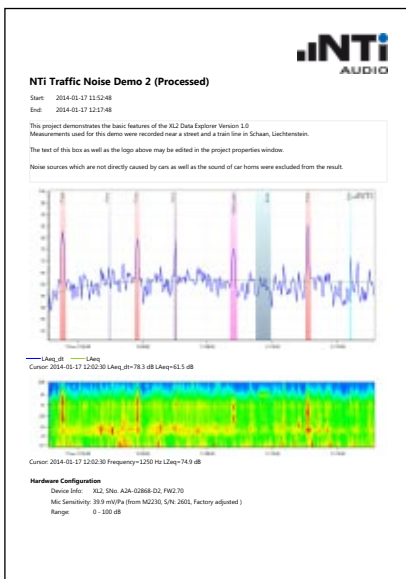 NTi
AUDIO
NTi Traffic Noise Demo 2 (Processed)
Start: 2014-01-17 11:52:48
End: 2014-01-17 12:17:48
This project demonstrates the basic features of the XL2 Data Explorer Version 1.0
Measurements used for this demo were recorded near a street and a train line in Schaan, Liechtenstein.
The text of this box as well as the logo above may be edited in the project properties window.
Noise sources which are not directly caused by cars as well as the sound of car horns were excluded from the result.
LAeq_dt LAeq
Cursor: 2014-01-17 12:02:30 LAeq_dt=78.3 dB LAeq=61.5 dB
Cursor: 2014-01-17 12:02:30 Frequency=1250 Hz LZeq=74.9 dB
Hardware Configuration
Device Info: XL2, SNo. A2A-02868-D2, FW2.70
Mic Sensitivity: 39.9 mV/Pa (from M2230, S/N: 2601, Factory adjusted )
Range: 0 - 100 dB